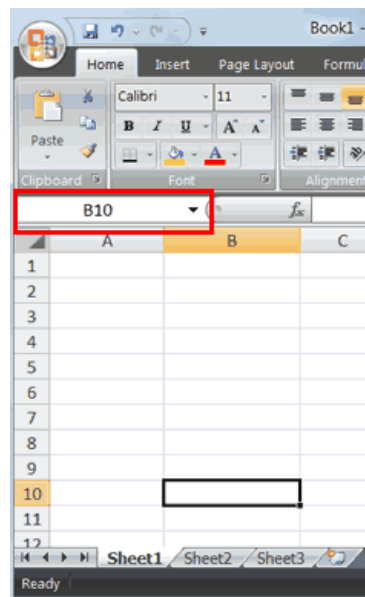 Book1 -
Home Insert Page Layout Formul
Calibri 11
Paste
B I U A A
A
Clipboard Font Alignment
B10 fx
A B C
1
2
3
4
5
6
7
8
9
10
11
12
Sheet1 Sheet2 Sheet3
Ready